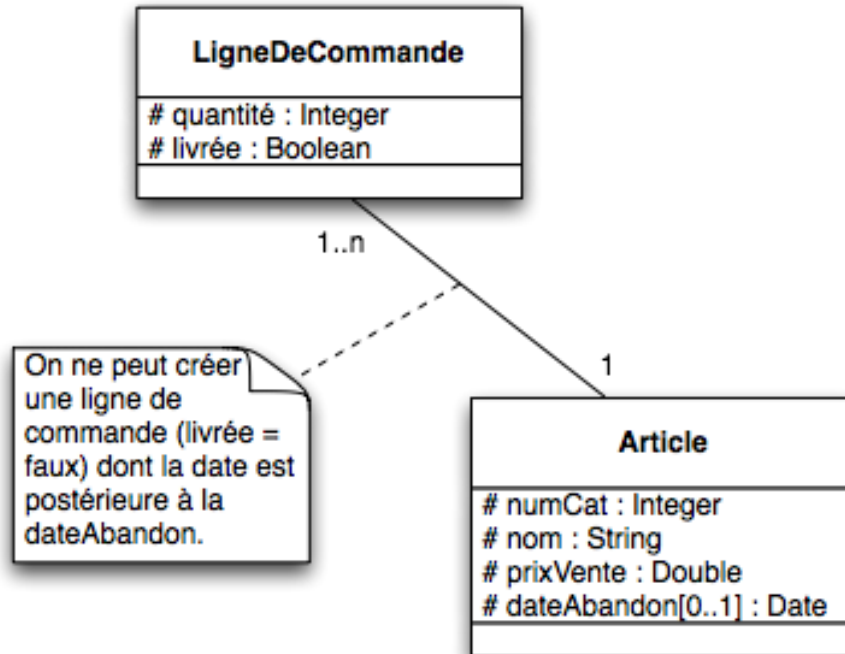 LigneDeCommande
# quantité : Integer
# livrée : Boolean
1..n
On ne peut créer
une ligne de
commande (livrée =
faux) dont la date est
postérieure à la
dateAbandon.
1
Article
# numCat : Integer
# nom : String
# prixVente : Double
# dateAbandon[0..1] : Date